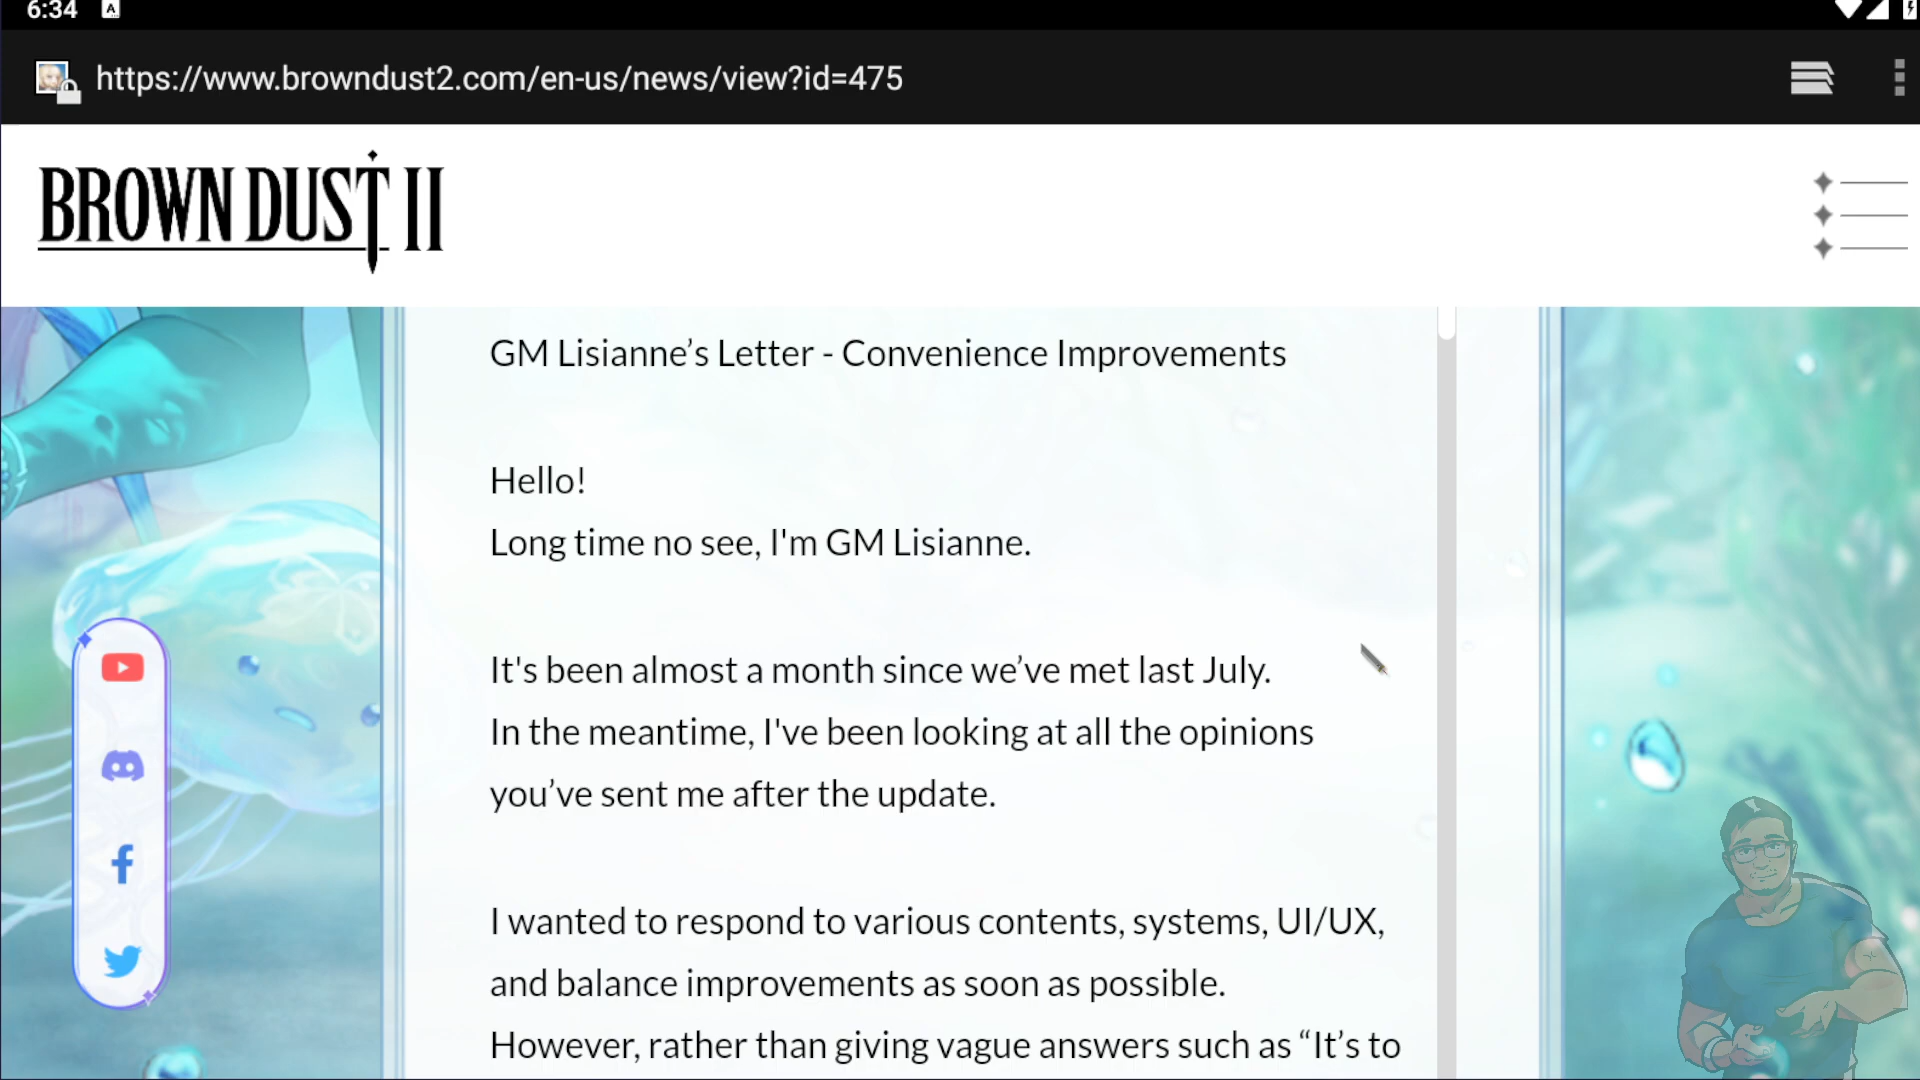 6:34 A
https://www.browndust2.com/en-us/news/view?id=475
BROWN DUST II
GM Lisianne’s Letter - Convenience Improvements
Hello!
Long time no see, I'm GM Lisianne.
It's been almost a month since we’ve met last July.
In the meantime, I've been looking at all the opinions
you’ve sent me after the update.
I wanted to respond to various contents, systems, UI/UX,
and balance improvements as soon as possible.
However, rather than giving vague answers such as “It’s to